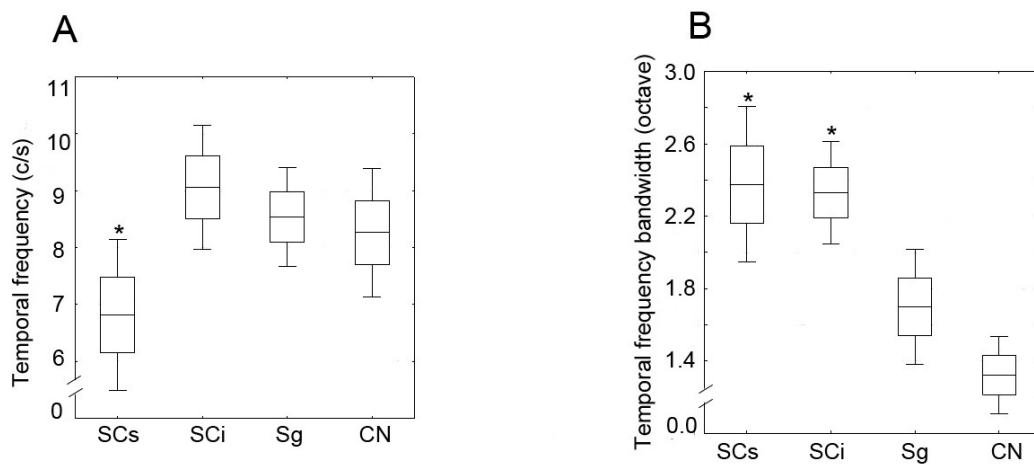 A
Temporal frequency (c/s)
11
10
9
8
7
6
0
*
SCs
SCi
Sg
CN
B
Temporal frequency bandwidth (octave)
3.0
2.6
2.2
1.8
1.4
0.0
*
*
SCs
SCi
Sg
CN